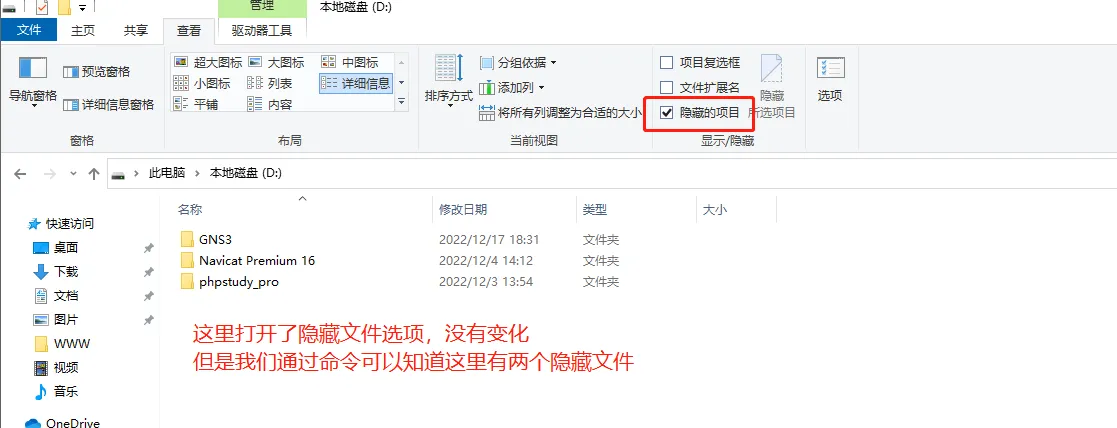 管理
本地磁盘 (D:)
文件
主页
共享
查看
驱动器工具
导航窗格
预览窗格
详细信息窗格
窗格
超大图标
大图标
中图标
小图标
列表
详细信息
平铺
内容
布局
排序方式
分组依据
添加列
将所有列调整为合适的大小
当前视图
项目复选框
文件扩展名
隐藏的项目
隐藏
所选项目
显示/隐藏
选项
此电脑
本地磁盘 (D:)
快速访问
桌面
下载
文档
图片
WWW
视频
音乐
OneDrive
名称 修改日期 类型 大小
GNS3 2022/12/17 18:31 文件夹
Navicat Premium 16 2022/12/4 14:12 文件夹
phpstudy_pro 2022/12/3 13:54 文件夹
这里打开了隐藏文件选项，没有变化
但是我们通过命令可以知道这里有两个隐藏文件